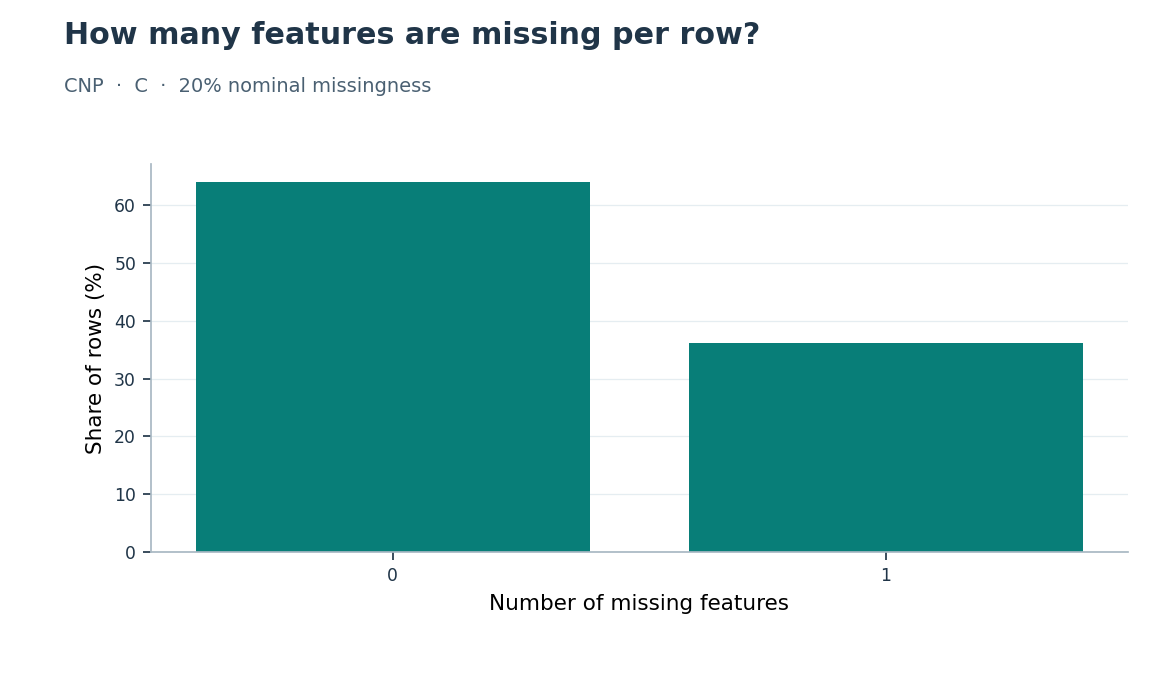 How many features are missing per row?
CNP · C · 20% nominal missingness
Share of rows (%)
60
50
40
30
20
10
0
0 1
Number of missing features